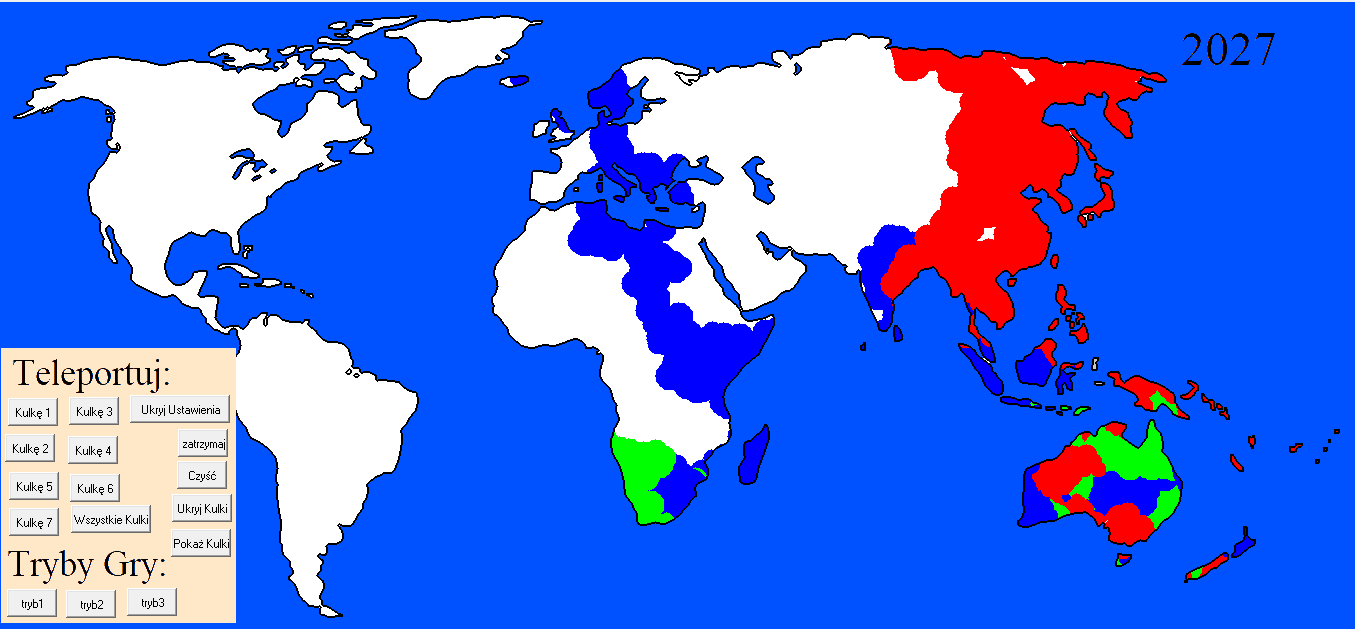 2027
Teleportuj:
Kulkę 1
Kulkę 3
Ukryj Ustawienia
Kulkę 2
Kulkę 4
zatrzymaj
Kulkę 5
Kulkę 6
Czyść
Kulkę 7
Wszystkie Kulki
Ukryj Kulki
Pokaż Kulki
Tryby Gry:
tryb1
tryb2
tryb3